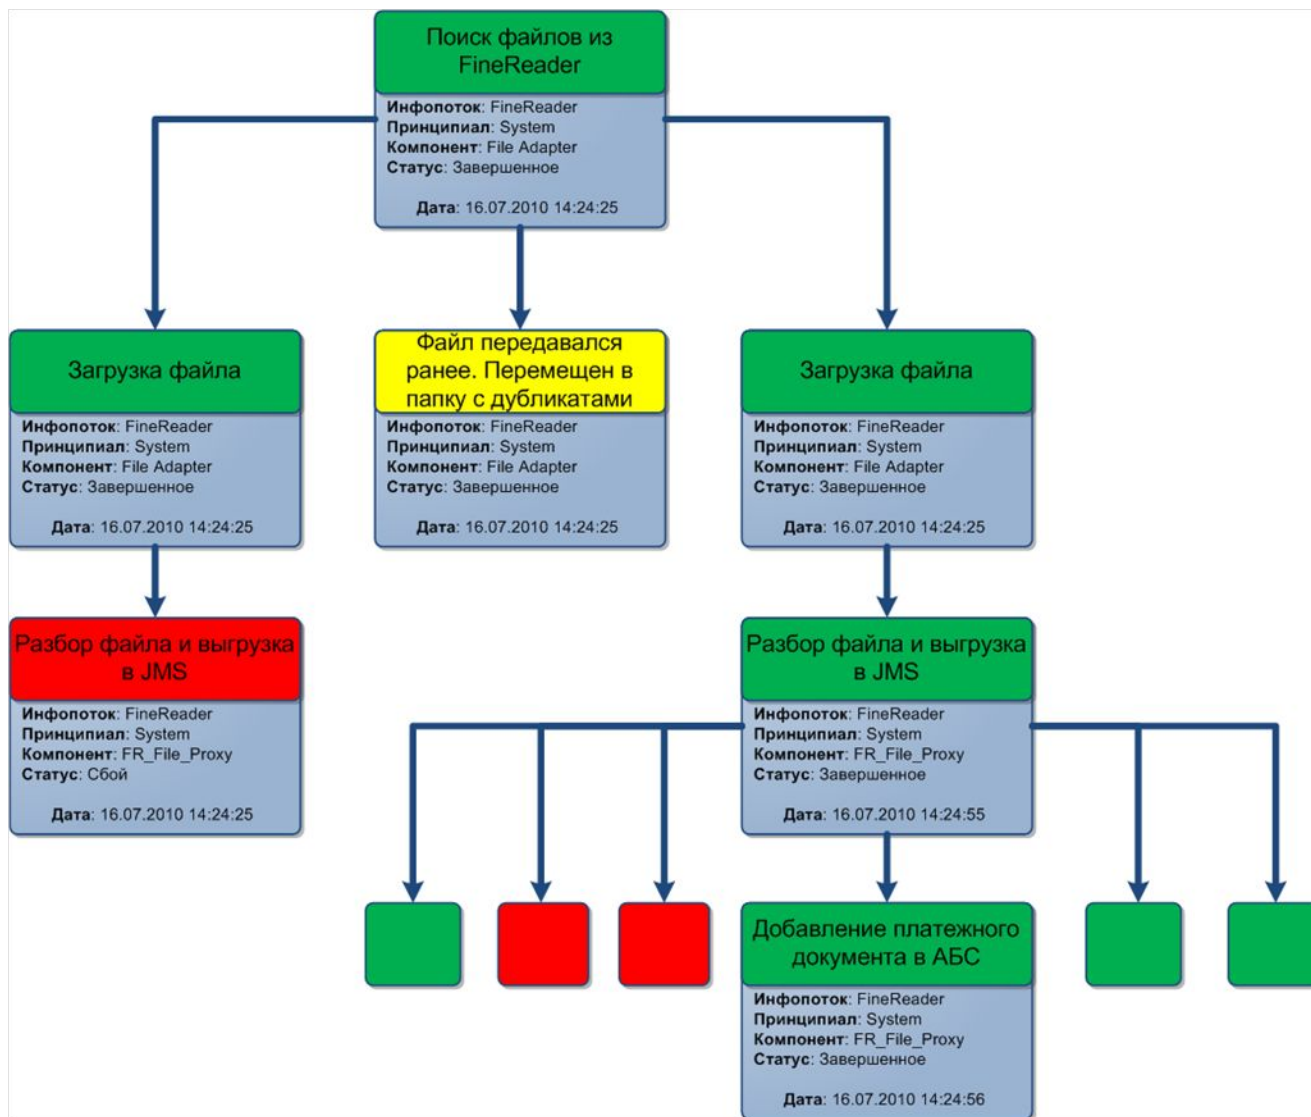 Поиск файлов из
FineReader
Инфопоток: FineReader
Принципиал: System
Компонент: File Adapter
Статус: Завершенное
Дата: 16.07.2010 14:24:25
Загрузка файла
Инфопоток: FineReader
Принципиал: System
Компонент: File Adapter
Статус: Завершенное
Дата: 16.07.2010 14:24:25
Файл передавался
ранее. Перемещен в
папку с дубликатами
Инфопоток: FineReader
Принципиал: System
Компонент: File Adapter
Статус: Завершенное
Дата: 16.07.2010 14:24:25
Загрузка файла
Инфопоток: FineReader
Принципиал: System
Компонент: File Adapter
Статус: Завершенное
Дата: 16.07.2010 14:24:25
Разбор файла и выгрузка
в JMS
Инфопоток: FineReader
Принципиал: System
Компонент: FR_File_Proxy
Статус: Сбой
Дата: 16.07.2010 14:24:25
Разбор файла и выгрузка
в JMS
Инфопоток: FineReader
Принципиал: System
Компонент: FR_File_Proxy
Статус: Завершенное
Дата: 16.07.2010 14:24:55
Добавление платежного
документа в АБС
Инфопоток: FineReader
Принципиал: System
Компонент: FR_File_Proxy
Статус: Завершенное
Дата: 16.07.2010 14:24:56